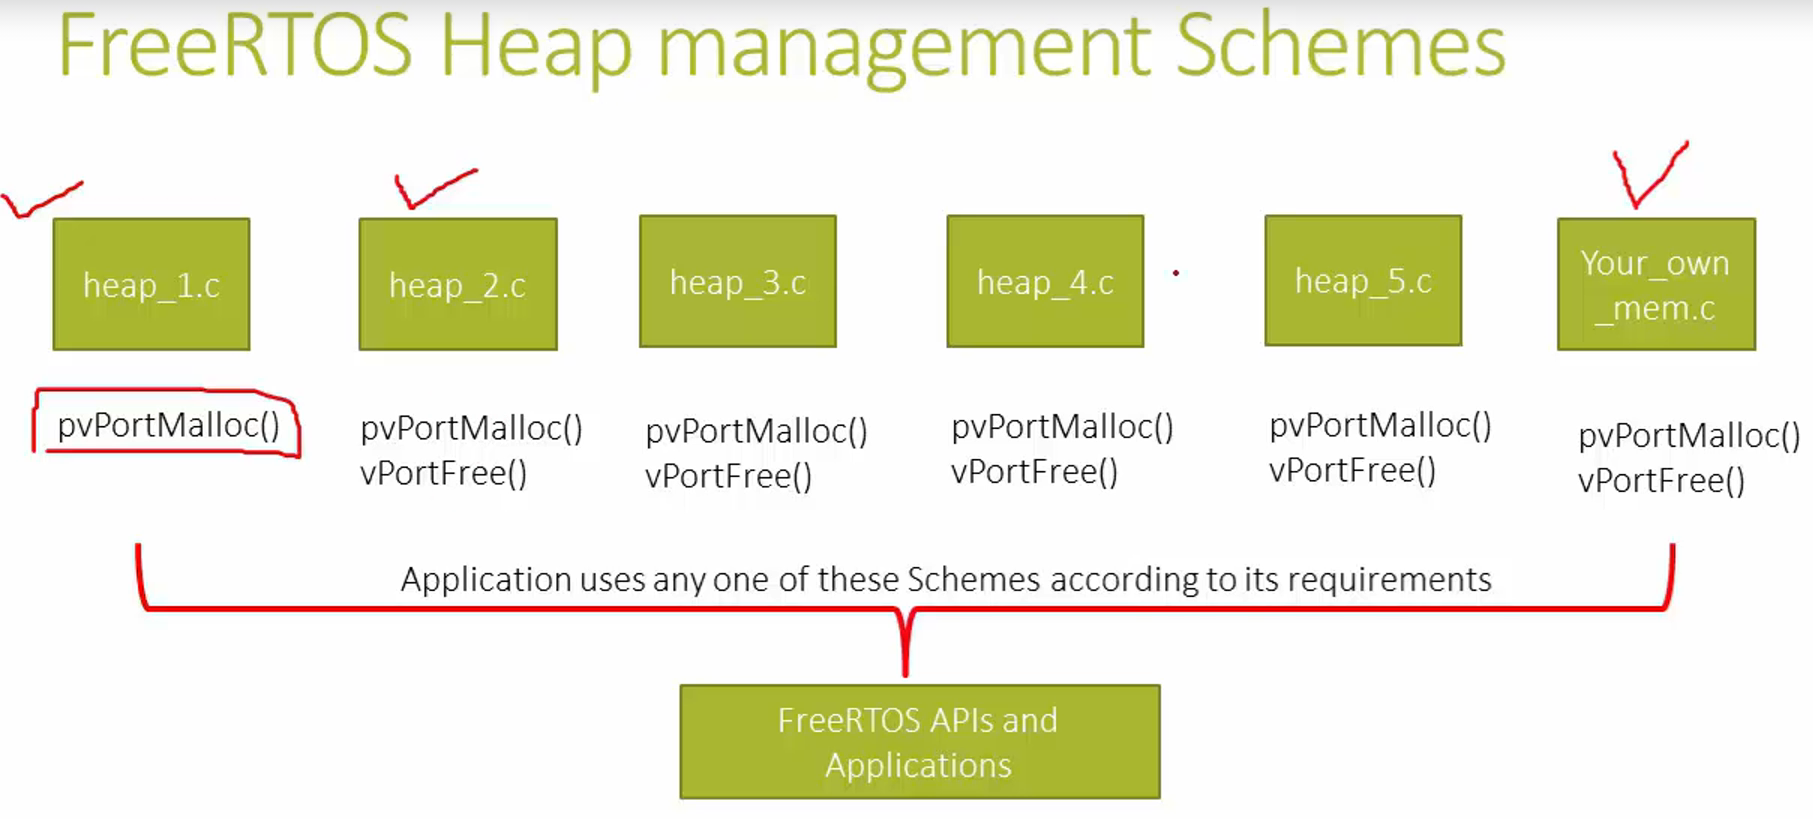 FreeRTOS Heap management Schemes
heap_1.c
heap_2.c
heap_3.c
heap_4.c
heap_5.c
Your_own
_mem.c
pvPortMalloc()
pvPortMalloc()
vPortFree()
pvPortMalloc()
vPortFree()
pvPortMalloc()
vPortFree()
pvPortMalloc()
vPortFree()
pvPortMalloc()
vPortFree()
Application uses any one of these Schemes according to its requirements
FreeRTOS APIs and
Applications